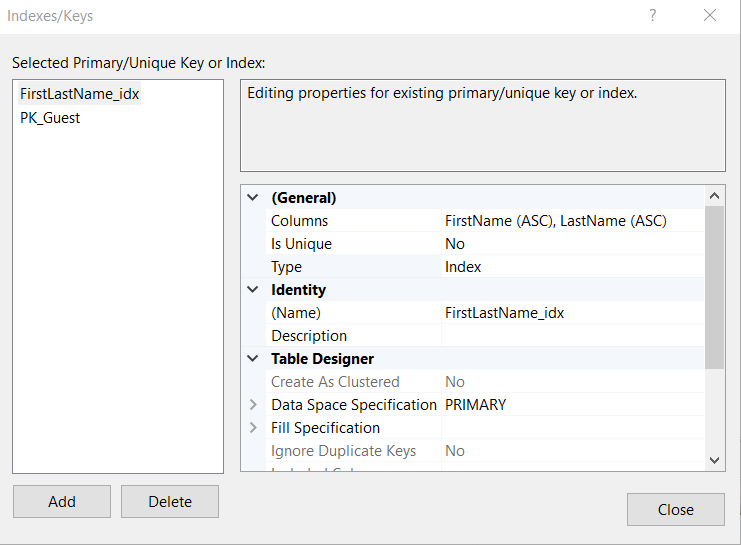 Indexes/Keys
?
Selected Primary/Unique Key or Index:
FirstLastName_idx
PK_Guest
Editing properties for existing primary/unique key or index.
(General)
Columns FirstName (ASC), LastName (ASC)
Is Unique No
Type Index
Identity
(Name) FirstLastName_idx
Description
Table Designer
Create As Clustered No
Data Space Specification PRIMARY
Fill Specification
Ignore Duplicate Keys No
Add
Delete
Close